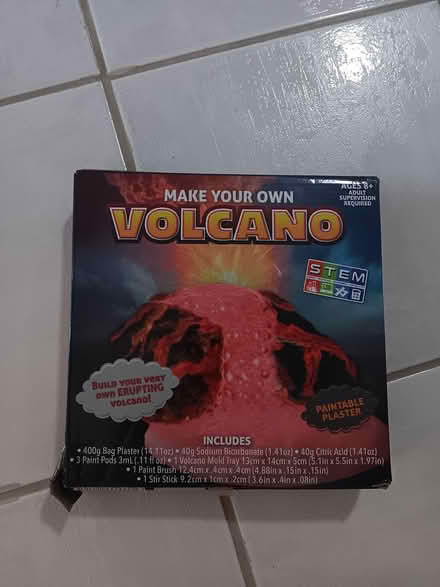 AGES 8+
ADULT
SUPERVISION
REQUIRED
MAKE YOUR OWN
VOLCANO
STEM
BUILD YOUR VERY
OWN ERUPTING
VOLCANO!
PAINTABLE
PLASTER
INCLUDES
• 400g Bag Plaster (14.11oz) • 40g Sodium Bicarbonate (1.41oz) • 40g Citric Acid (1.41oz)
• 3 Paint Pods 3mL (.11 fl oz) • 1 Volcano Mold Tray 13cm x 14cm x 5cm (5.1in x 5.5in x 1.97in)
• 1 Paint Brush 12.4cm x .4cm x .4cm (4.88in x .15in x .15in)
• 1 Stir Stick 9.2cm x 1cm x .2cm (3.6in x .4in x .08in)